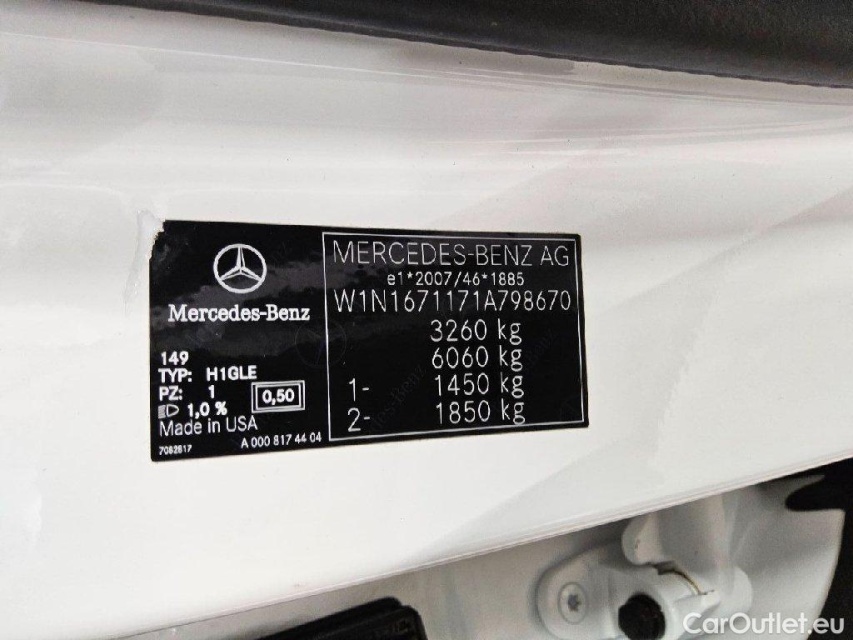 Mercedes-Benz
149
TYP: H1GLE
PZ: 1
0,50
1,0 %
Made in USA
7082617
A 000 817 44 04
MERCEDES-BENZ AG
e1*2007/46*1885
W1N1671171A798670
3260 kg
6060 kg
1- 1450 kg
2- 1850 kg
CarOutlet.eu